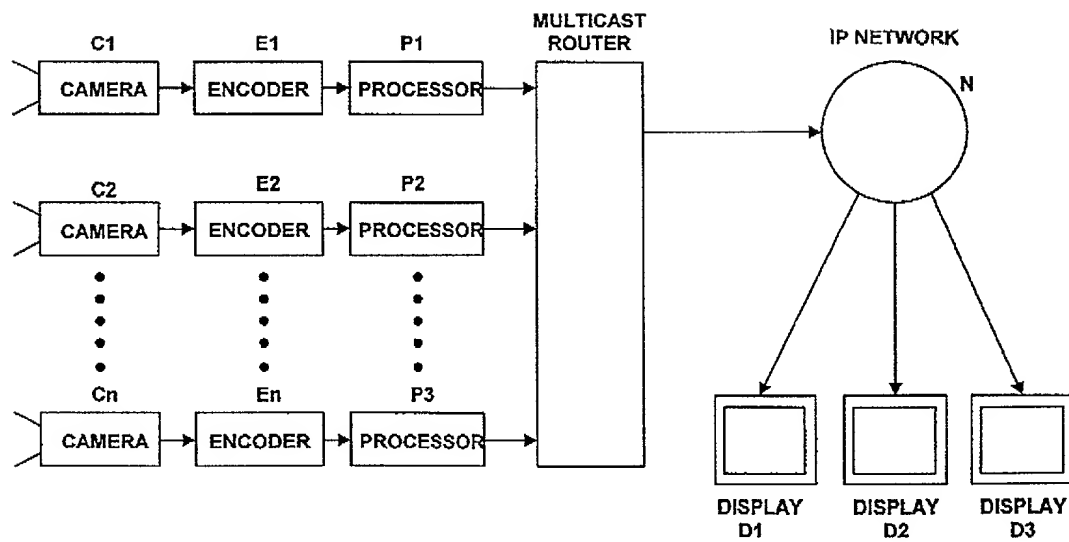 C1 E1 P1
MULTICAST
ROUTER
IP NETWORK
N
CAMERA ENCODER PROCESSOR
C2 E2 P2
CAMERA ENCODER PROCESSOR
Cn En P3
CAMERA ENCODER PROCESSOR
DISPLAY
D1
DISPLAY
D2
DISPLAY
D3